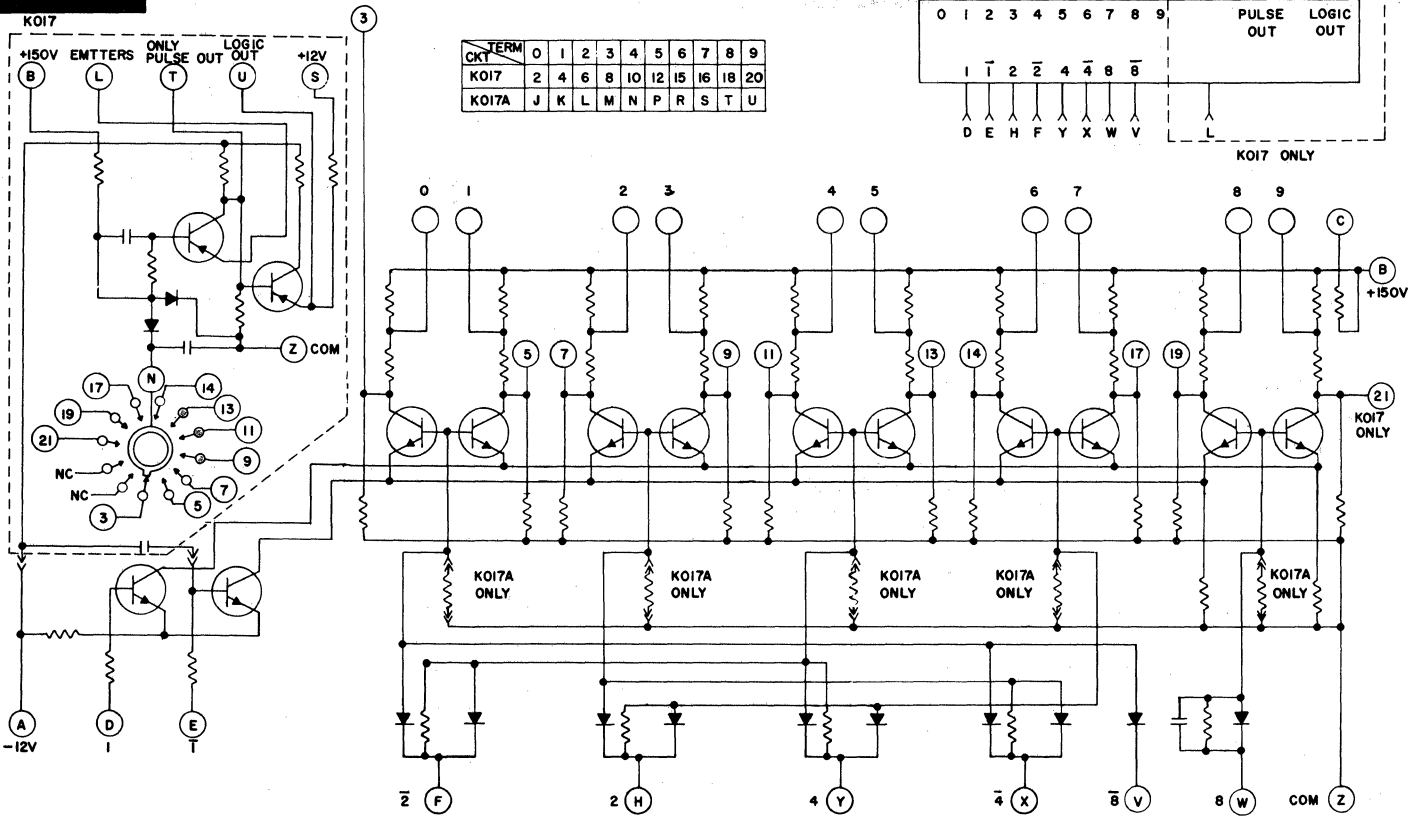 K017
+150V EMTTERS ONLY PULSE OUT LOGIC OUT +12V
B L T U S
3
CKT TERM 0 1 2 3 4 5 6 7 8 9
K017 2 4 6 8 10 12 15 16 18 20
K017A J K L M N P R S T U
0 1 2 3 4 5 6 7 8 9 PULSE OUT LOGIC OUT
1 1̅ 2 2̅ 4 4̅ 8 8̅
D E H F Y X W V L
K017 ONLY
0 1 2 3 4 5 6 7 8 9 C
B
+150V
Z COM
5 7 9 11 13 14 17 19
21
K017 ONLY
N
17 14
19 13
21 11
NC 9
NC 7
3 5
K017A ONLY
K017A ONLY
K017A ONLY
K017A ONLY
K017A ONLY
A D E
-12V 1 1̅
2̅ F 2 H 4 Y 4̅ X 8̅ V 8 W COM Z